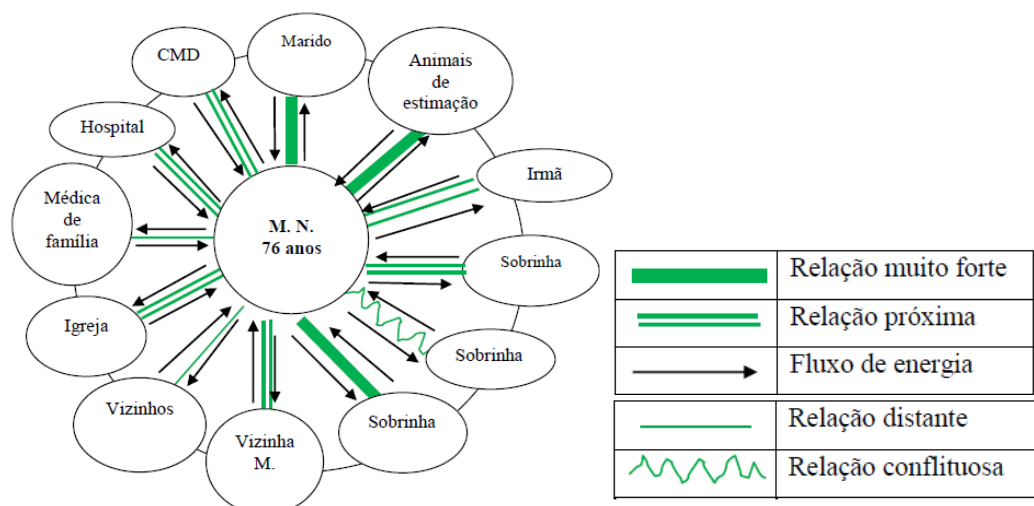 Marido
CMD
Animais
de
estimação
Hospital
Irmã
Médica
de
família
M. N.
76 anos
Sobrinha
Igreja
Sobrinha
Vizinhos
Sobrinha
Vizinha
M.
Relação muito forte
Relação próxima
Fluxo de energia
Relação distante
Relação conflituosa